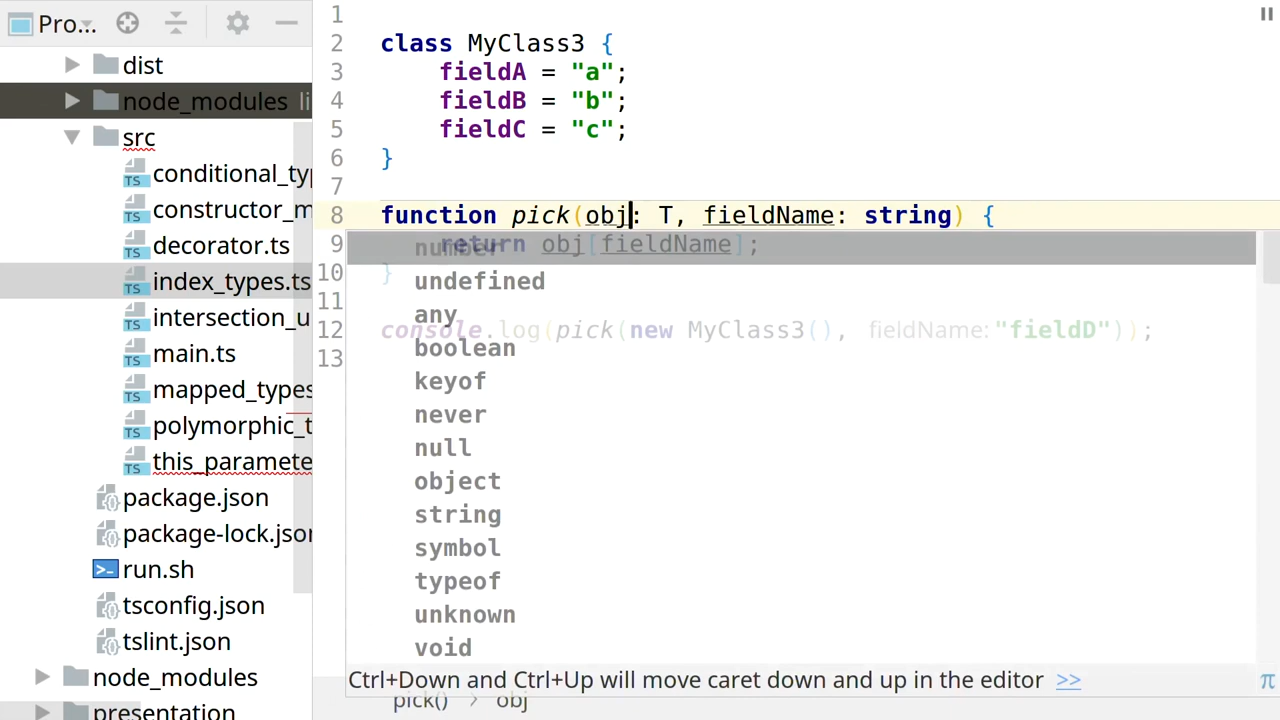 Pro...
dist
node_modules li
src
conditional_typ
constructor_m
decorator.ts
index_types.ts
intersection_u
main.ts
mapped_types
polymorphic_t
this_paramete
package.json
package-lock.json
run.sh
tsconfig.json
tslint.json
node_modules
presentation
1
2 class MyClass3 {
3 fieldA = "a";
4 fieldB = "b";
5 fieldC = "c";
6 }
7
8 function pick(obj: T, fieldName: string) {
9 return obj[fieldName];
10 }
11
12 console.log(pick(new MyClass3(), fieldName: "fieldD"));
13
number
undefined
any
boolean
keyof
never
null
object
string
symbol
typeof
unknown
void
Ctrl+Down and Ctrl+Up will move caret down and up in the editor >> π
pick() > obj